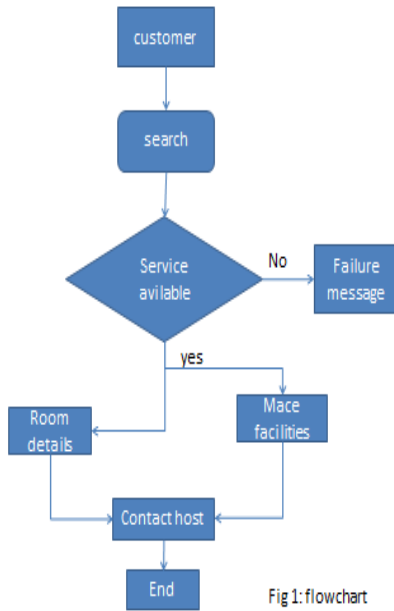 customer
search
Service
avilable
No
Failure
message
yes
Room
details
Mace
facilities
Contact host
End
Fig 1: flowchart